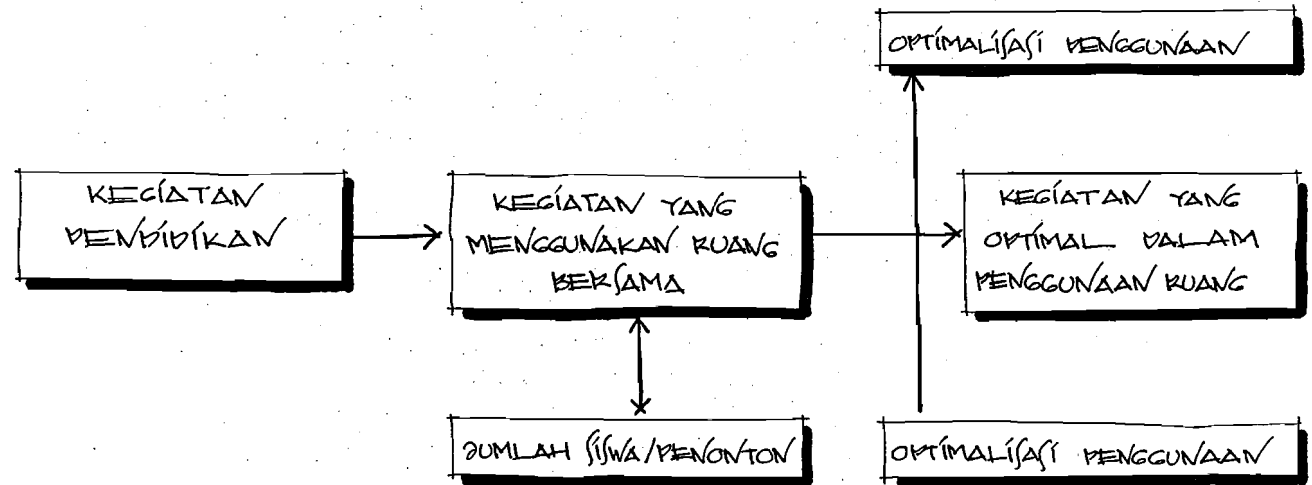 OPTIMALISASI PENGGUNAAN
KEGIATAN
PENDIDIKAN
KEGIATAN YANG
MENGGUNAKAN RUANG
BERSAMA
KEGIATAN YANG
OPTIMAL DALAM
PENGGUNAAN RUANG
JUMLAH SISWA/PENONTON
OPTIMALISASI PENGGUNAAN